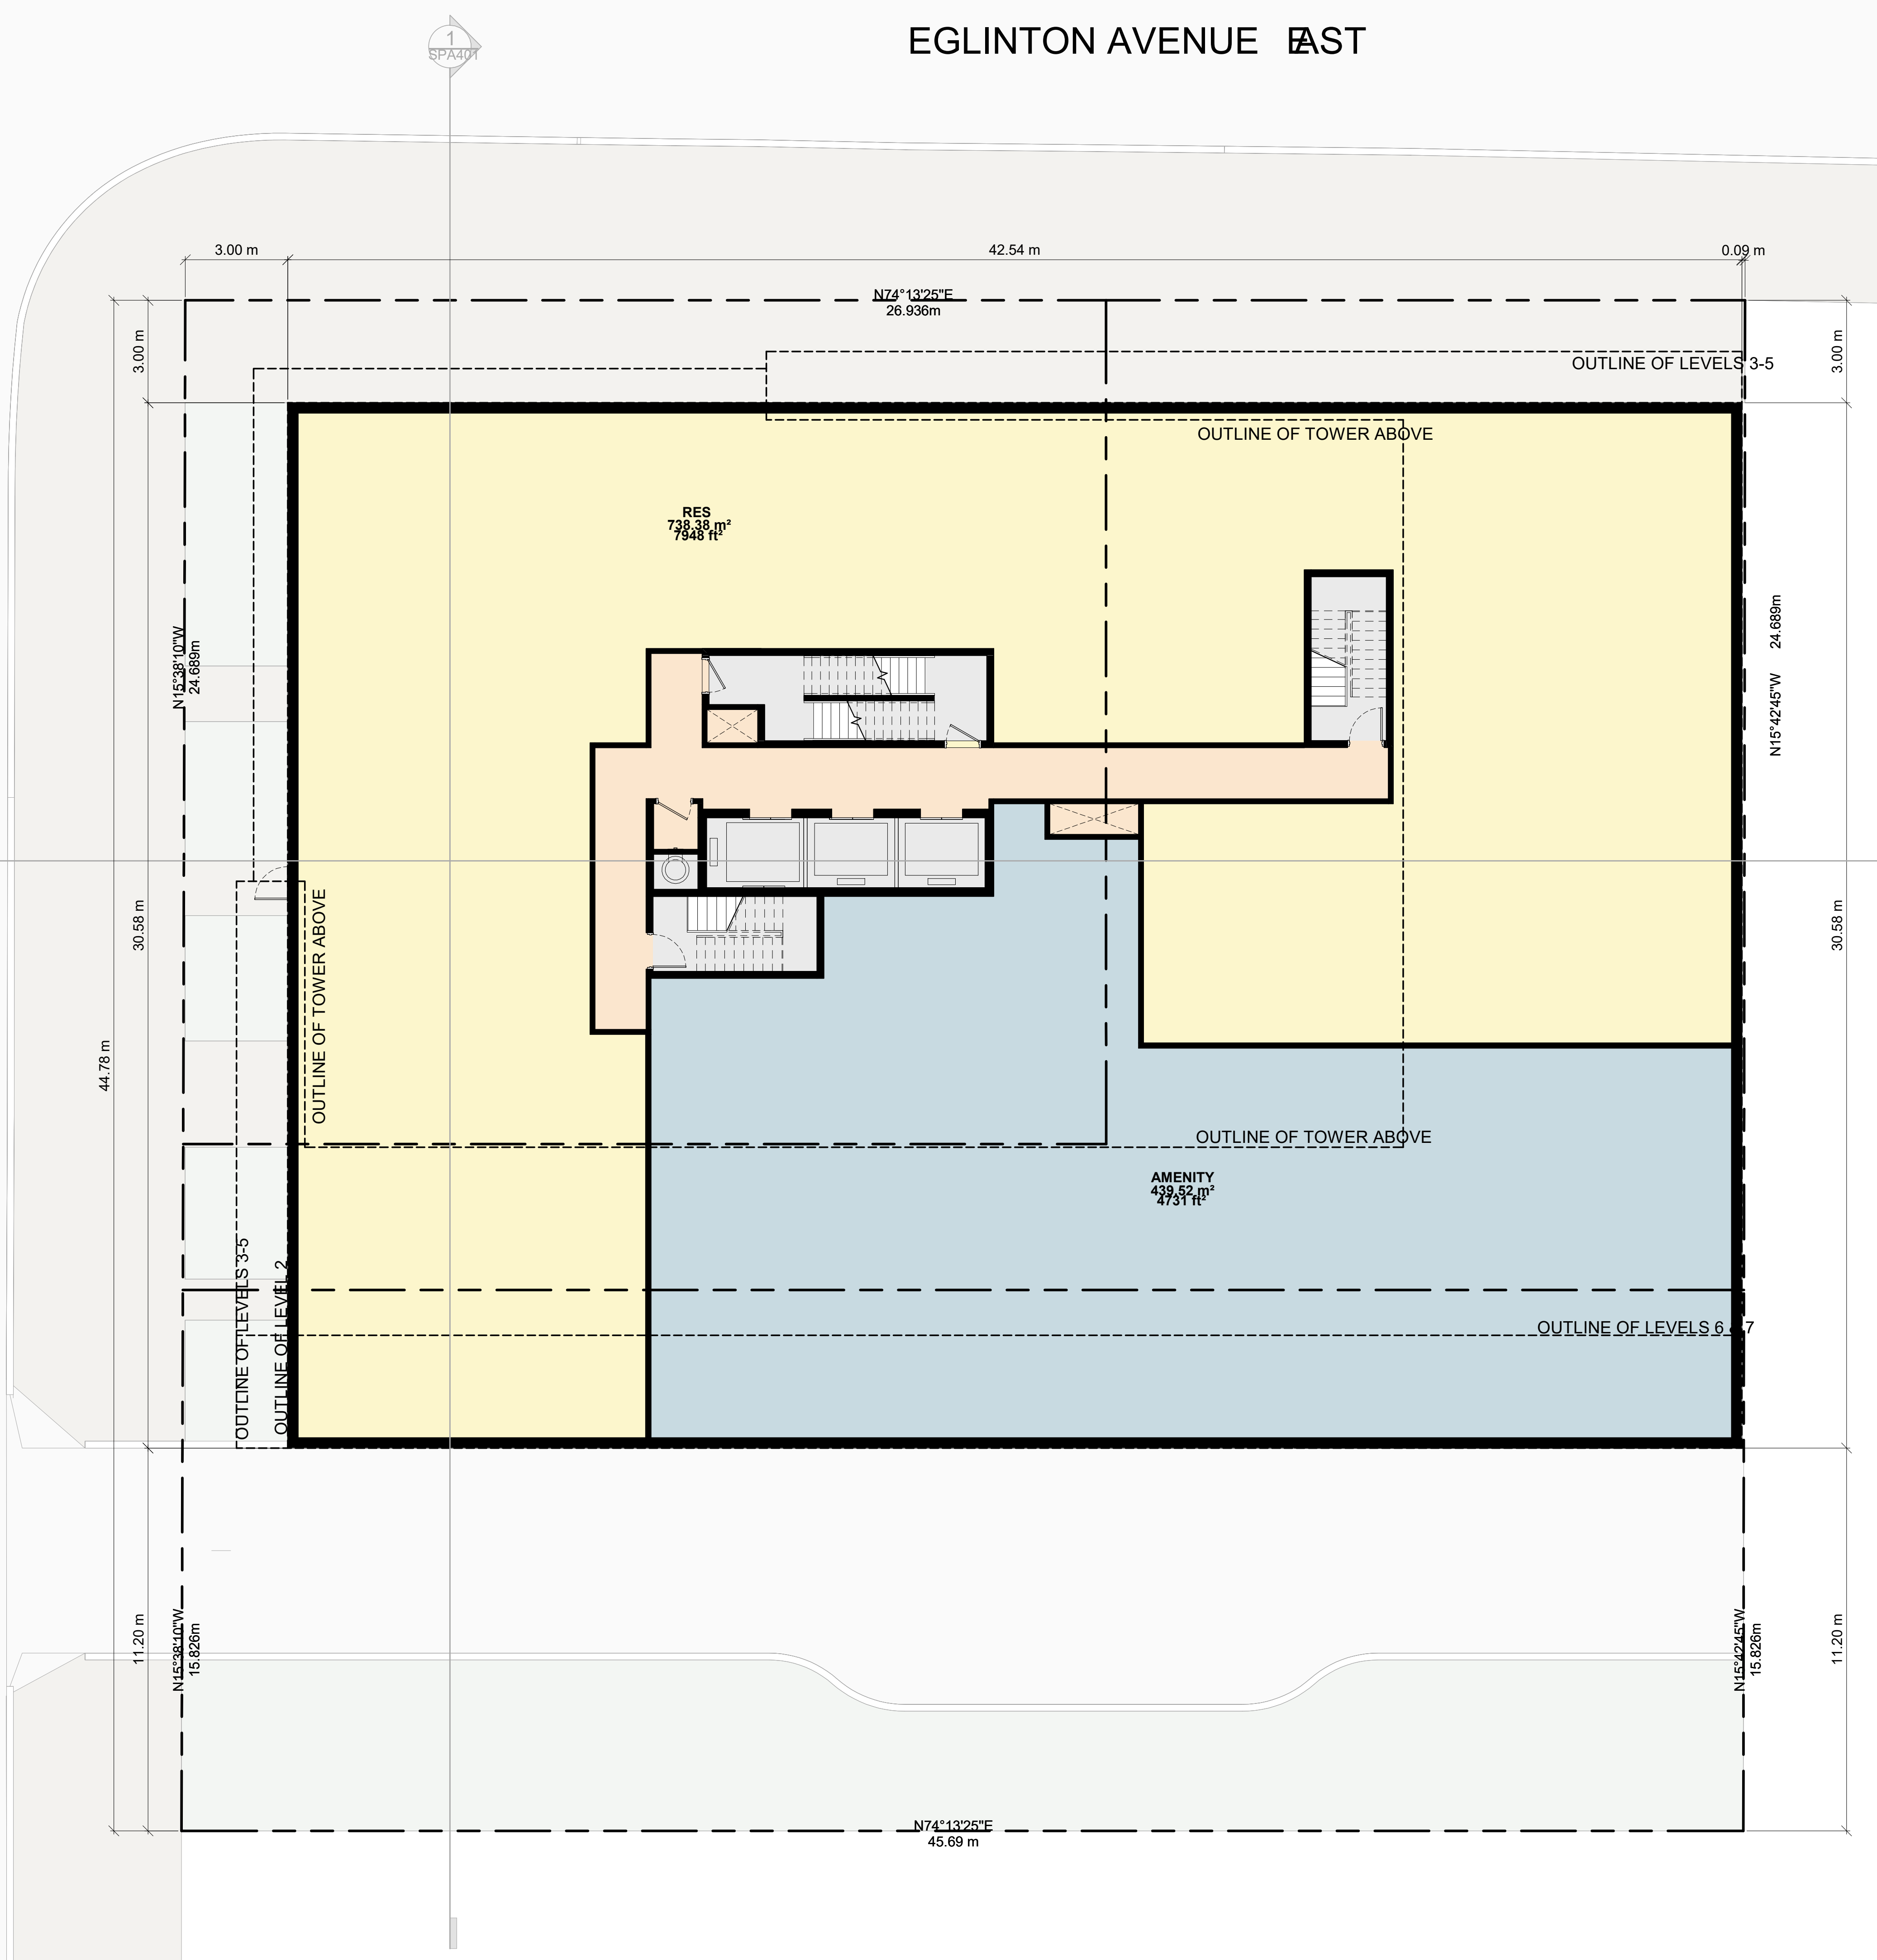 EGLINTON AVENUE EAST
1
SPA401
3.00 m
42.54 m
0.09 m
N74°13'25"E
26.936m
3.00 m
3.00 m
OUTLINE OF LEVELS 3-5
OUTLINE OF TOWER ABOVE
RES
738.38 m²
7948 ft²
N15°38'10"W
24.689m
24.689m
N15°42'45"W
30.58 m
30.58 m
OUTLINE OF TOWER ABOVE
44.78 m
OUTLINE OF TOWER ABOVE
AMENITY
439.52 m²
4731 ft²
OUTLINE OF LEVELS 3-5
OUTLINE OF LEVEL 2
OUTLINE OF LEVELS 6 & 7
11.20 m
N15°38'10"W
15.826m
N15°42'45"W
15.826m
11.20 m
N74°13'25"E
45.69 m